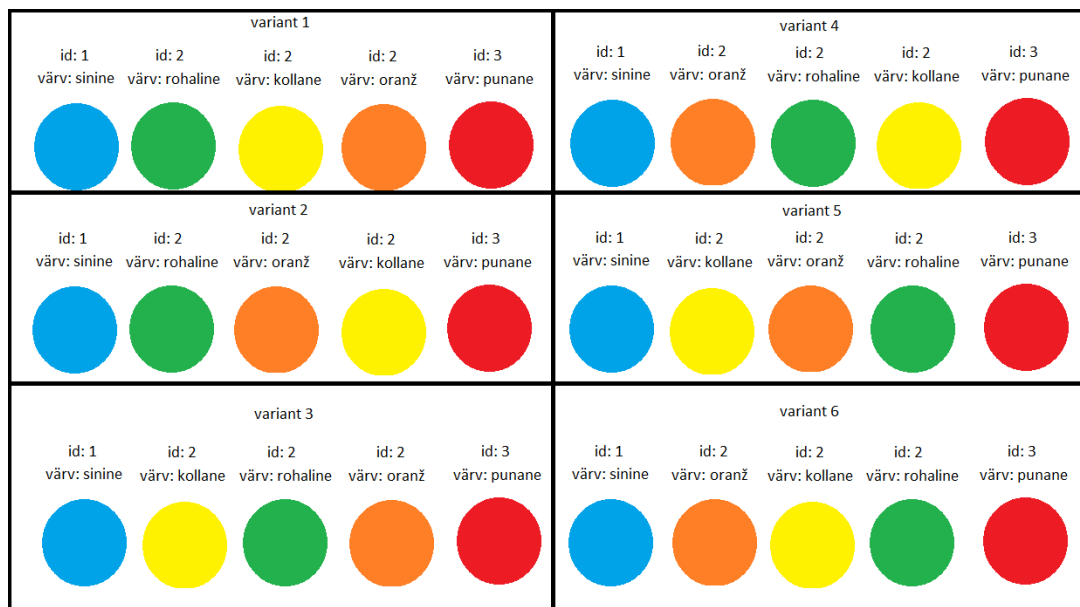 variant 1
id: 1 id: 2 id: 2 id: 2 id: 3
värv: sinine värv: rohaline värv: kollane värv: oranž värv: punane
variant 4
id: 1 id: 2 id: 2 id: 2 id: 3
värv: sinine värv: oranž värv: rohaline värv: kollane värv: punane
variant 2
id: 1 id: 2 id: 2 id: 2 id: 3
värv: sinine värv: rohaline värv: oranž värv: kollane värv: punane
variant 5
id: 1 id: 2 id: 2 id: 2 id: 3
värv: sinine värv: kollane värv: oranž värv: rohaline värv: punane
variant 3
id: 1 id: 2 id: 2 id: 2 id: 3
värv: sinine värv: kollane värv: rohaline värv: oranž värv: punane
variant 6
id: 1 id: 2 id: 2 id: 2 id: 3
värv: sinine värv: oranž värv: kollane värv: rohaline värv: punane